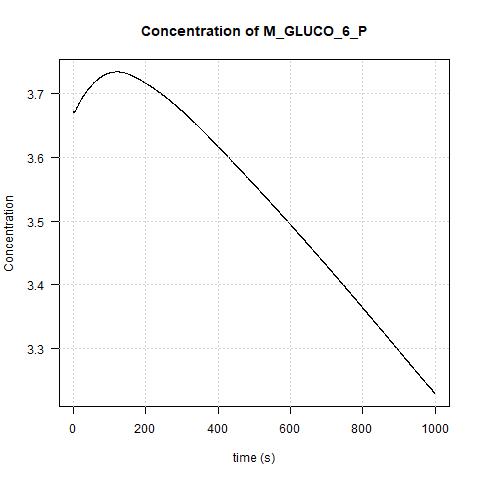 Concentration of M_GLUCO_6_P
Concentration
3.7
3.6
3.5
3.4
3.3
0 200 400 600 800 1000
time (s)